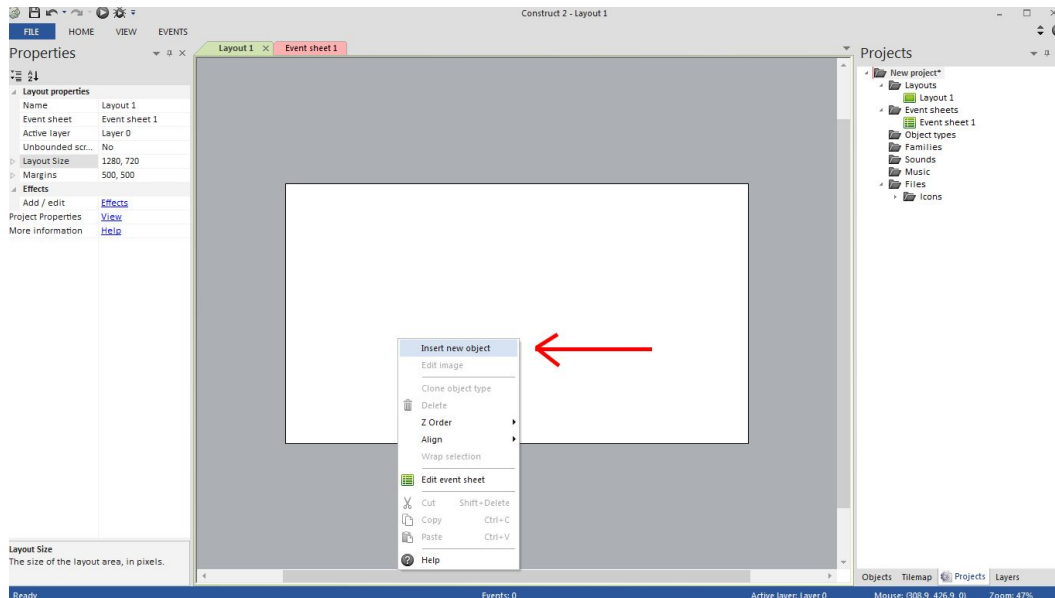 Construct 2 - Layout 1
FILE HOME VIEW EVENTS
Properties
Layout properties
Name Layout 1
Event sheet Event sheet 1
Active layer Layer 0
Unbounded scr... No
Layout Size 1280, 720
Margins 500, 500
Effects
Add / edit Effects
Project Properties View
More information Help
Layout Size
The size of the layout area, in pixels.
Layout 1 Event sheet 1
Insert new object
Edit image
Clone object type
Delete
Z Order
Align
Wrap selection
Edit event sheet
Cut Shift+Delete
Copy Ctrl+C
Paste Ctrl+V
Help
Projects
New project*
Layouts
Layout 1
Event sheets
Event sheet 1
Object types
Families
Sounds
Music
Files
Icons
Objects Tilemap Projects Layers
Ready Events: 0 Active layer: Layer 0 Mouse: (308.9, 426.9, 0) Zoom: 47%